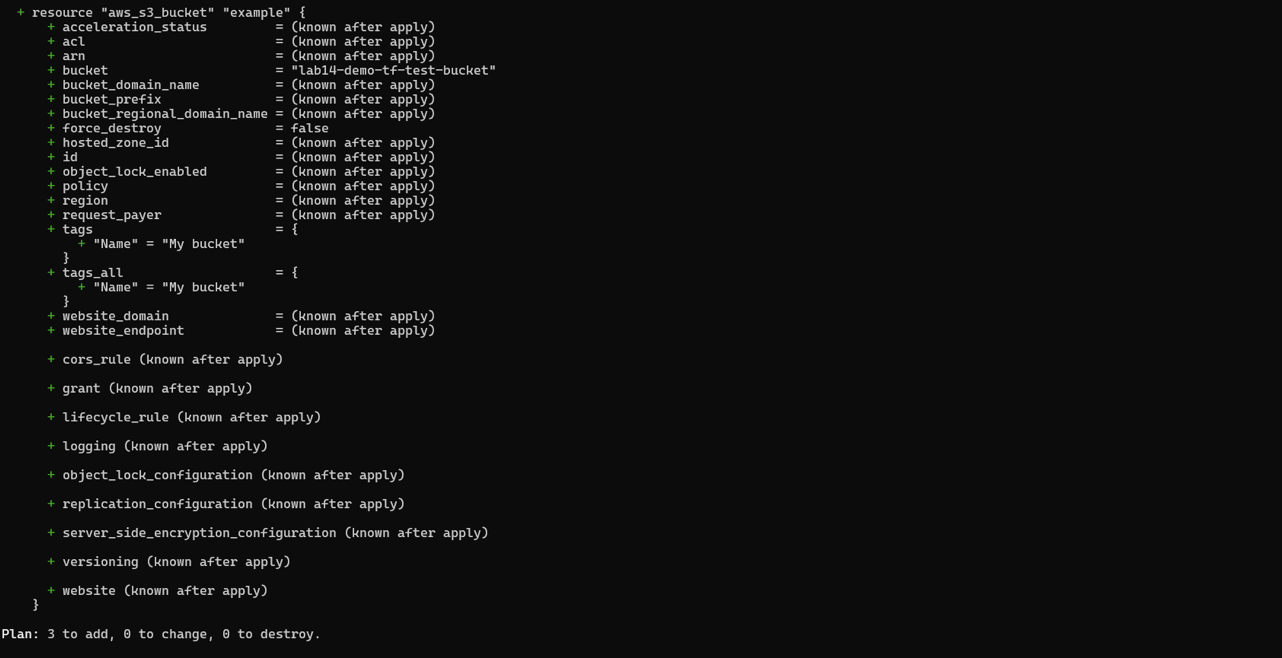 + resource "aws_s3_bucket" "example" {
+ acceleration_status = (known after apply)
+ acl = (known after apply)
+ arn = (known after apply)
+ bucket = "lab14-demo-tf-test-bucket"
+ bucket_domain_name = (known after apply)
+ bucket_prefix = (known after apply)
+ bucket_regional_domain_name = (known after apply)
+ force_destroy = false
+ hosted_zone_id = (known after apply)
+ id = (known after apply)
+ object_lock_enabled = (known after apply)
+ policy = (known after apply)
+ region = (known after apply)
+ request_payer = (known after apply)
+ tags = {
+ "Name" = "My bucket"
}
+ tags_all = {
+ "Name" = "My bucket"
}
+ website_domain = (known after apply)
+ website_endpoint = (known after apply)
+ cors_rule (known after apply)
+ grant (known after apply)
+ lifecycle_rule (known after apply)
+ logging (known after apply)
+ object_lock_configuration (known after apply)
+ replication_configuration (known after apply)
+ server_side_encryption_configuration (known after apply)
+ versioning (known after apply)
+ website (known after apply)
}
Plan: 3 to add, 0 to change, 0 to destroy.